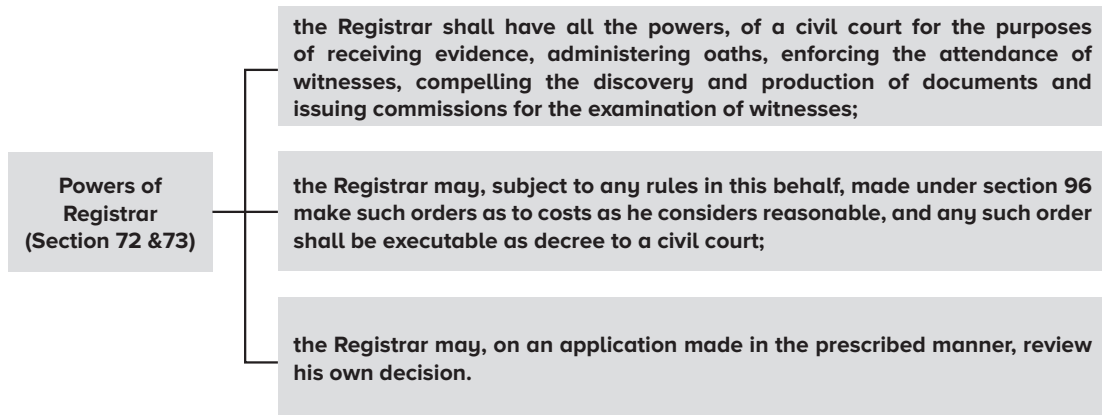 Powers of
Registrar
(Section 72 &73)
the Registrar shall have all the powers, of a civil court for the purposes
of receiving evidence, administering oaths, enforcing the attendance of
witnesses, compelling the discovery and production of documents and
issuing commissions for the examination of witnesses;
the Registrar may, subject to any rules in this behalf, made under section 96
make such orders as to costs as he considers reasonable, and any such order
shall be executable as decree to a civil court;
the Registrar may, on an application made in the prescribed manner, review
his own decision.